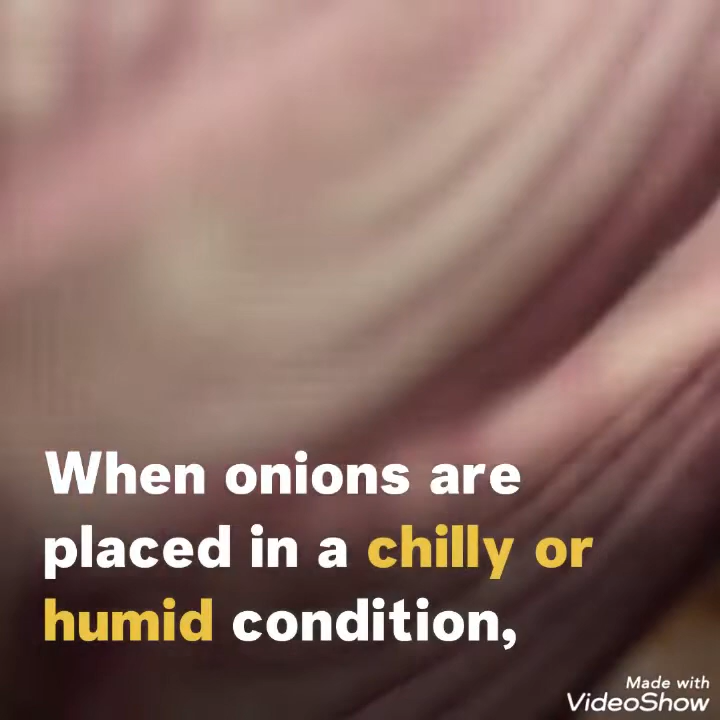 When onions are
placed in a chilly or
humid condition,
Made with
VideoShow